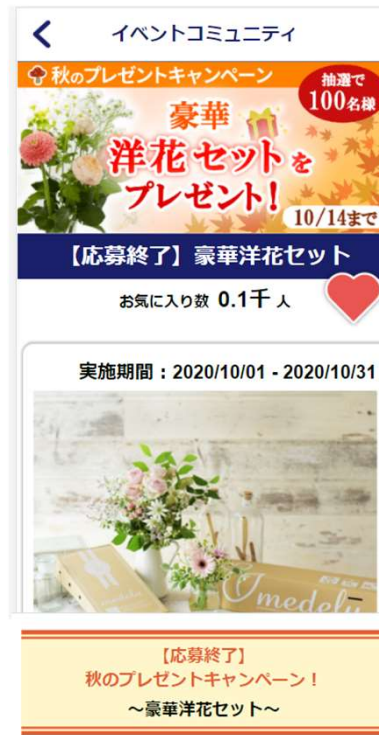 イベントコミュニティ
秋のプレゼントキャンペーン
抽選で
100名様
豪華
洋花セットを
プレゼント!
10/14まで
【応募終了】豪華洋花セット
お気に入り数 0.1千 人
実施期間:2020/10/01 - 2020/10/31
【応募終了】
秋のプレゼントキャンペーン!
～豪華洋花セット～